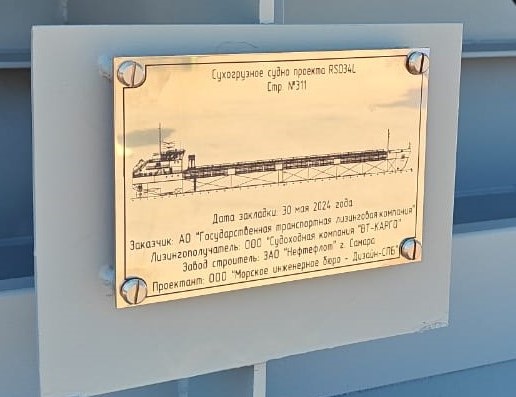 Сухогрузное судно проекта RSD34L
Стр. №311
Дата закладки: 30 мая 2024 года
Заказчик: АО "Государственная транспортная лизинговая компания"
Лизингополучатель: ООО "Судоходная компания "ВТ-КАРГО"
Завод строитель: ЗАО "Нефтефлот" г. Самара
Проектант: ООО "Морское инженерное бюро - Дизайн-СПБ"